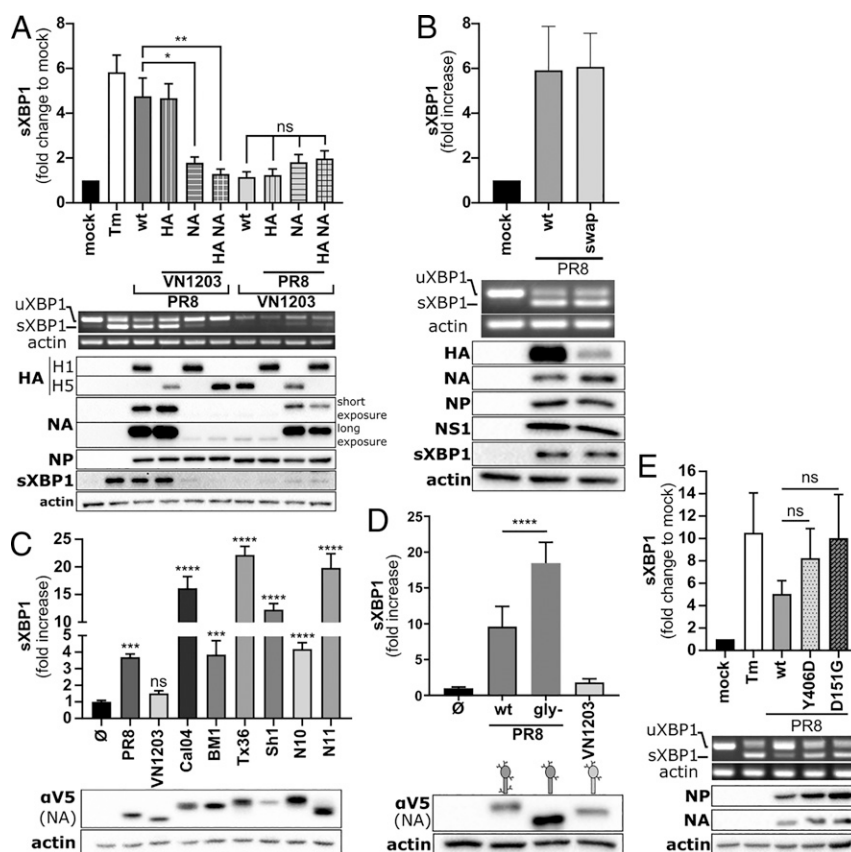 A
sXBP1
(fold change to mock)
8
6
4
2
0
**
*
ns
mock
Tm
wt
HA
NA
HA NA
wt
HA
NA
HA NA
VN1203
PR8
PR8
VN1203
uXBP1
sXBP1
actin
HA
H1
H5
NA
short
exposure
long
exposure
NP
sXBP1
actin
B
sXBP1
(fold increase)
8
6
4
2
0
mock
wt
swap
PR8
uXBP1
sXBP1
actin
HA
NA
NP
NS1
sXBP1
actin
C
sXBP1
(fold increase)
25
20
15
10
4
3
2
1
0
***
ns
****
***
****
****
****
****
Ø
PR8
VN1203
Cal04
BM1
Tx36
Sh1
N10
N11
αV5
(NA)
actin
D
sXBP1
(fold increase)
25
20
15
10
5
0
****
Ø
wt
gly-
VN1203
PR8
αV5
(NA)
actin
E
sXBP1
(fold change to mock)
16
14
12
10
8
6
4
2
0
ns
ns
mock
Tm
wt
Y406D
D151G
PR8
uXBP1
sXBP1
actin
NP
NA
actin